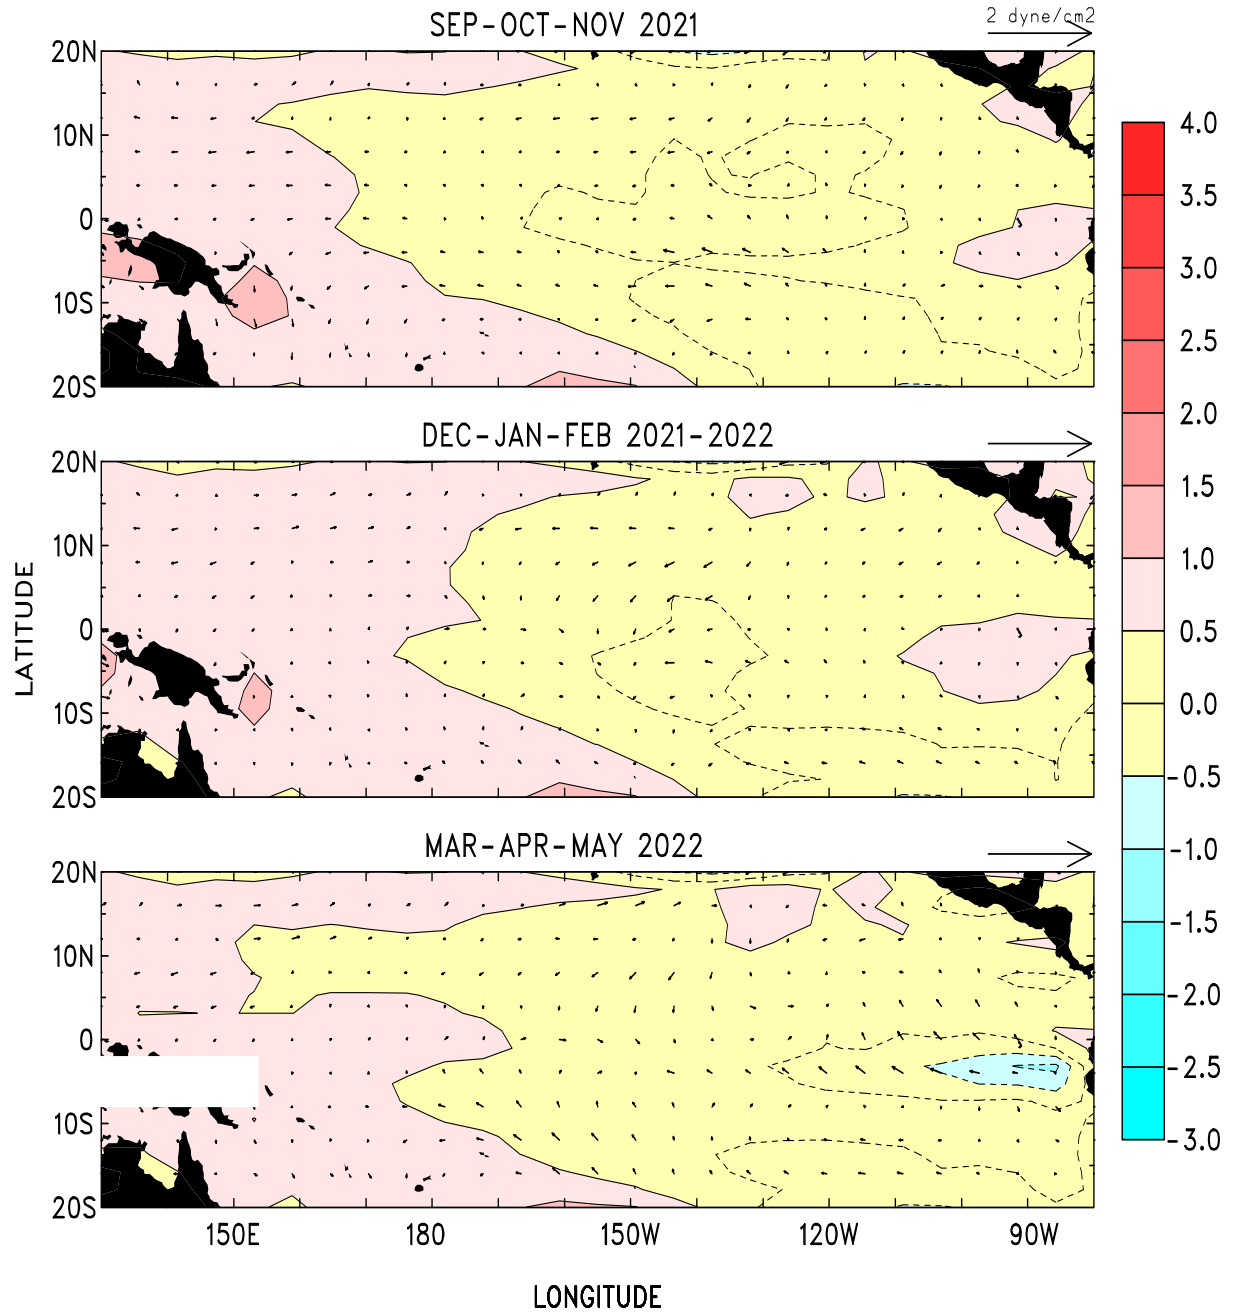 SEP-OCT-NOV 2021
2 dyne/cm2
20N
10N
0
10S
20S
DEC-JAN-FEB 2021-2022
20N
10N
0
10S
20S
LATITUDE
MAR-APR-MAY 2022
20N
10N
0
10S
20S
150E 180 150W 120W 90W
LONGITUDE
4.0
3.5
3.0
2.5
2.0
1.5
1.0
0.5
0.0
-0.5
-1.0
-1.5
-2.0
-2.5
-3.0